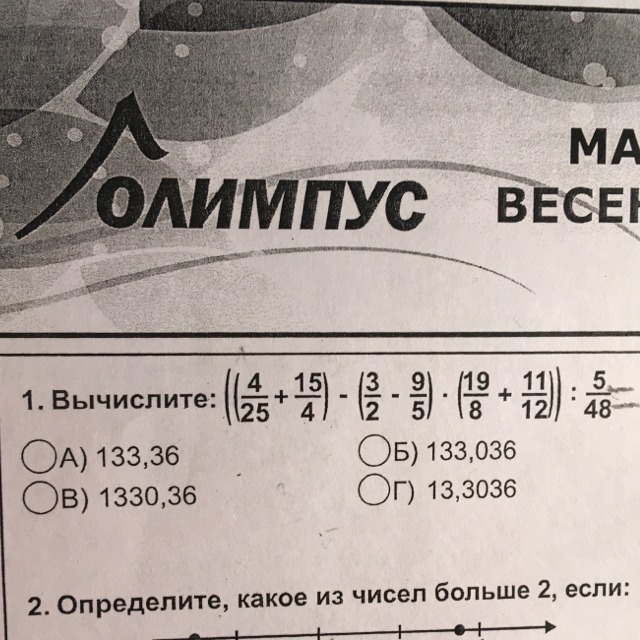 ОЛИМПУС
МА
ВЕСЕН
1. Вычислите: ((4/25 + 15/4) - (3/2 - 9/5) · (19/8 + 11/12)) : 5/48 =
А) 133,36 Б) 133,036
В) 1330,36 Г) 13,3036
2. Определите, какое из чисел больше 2, если: